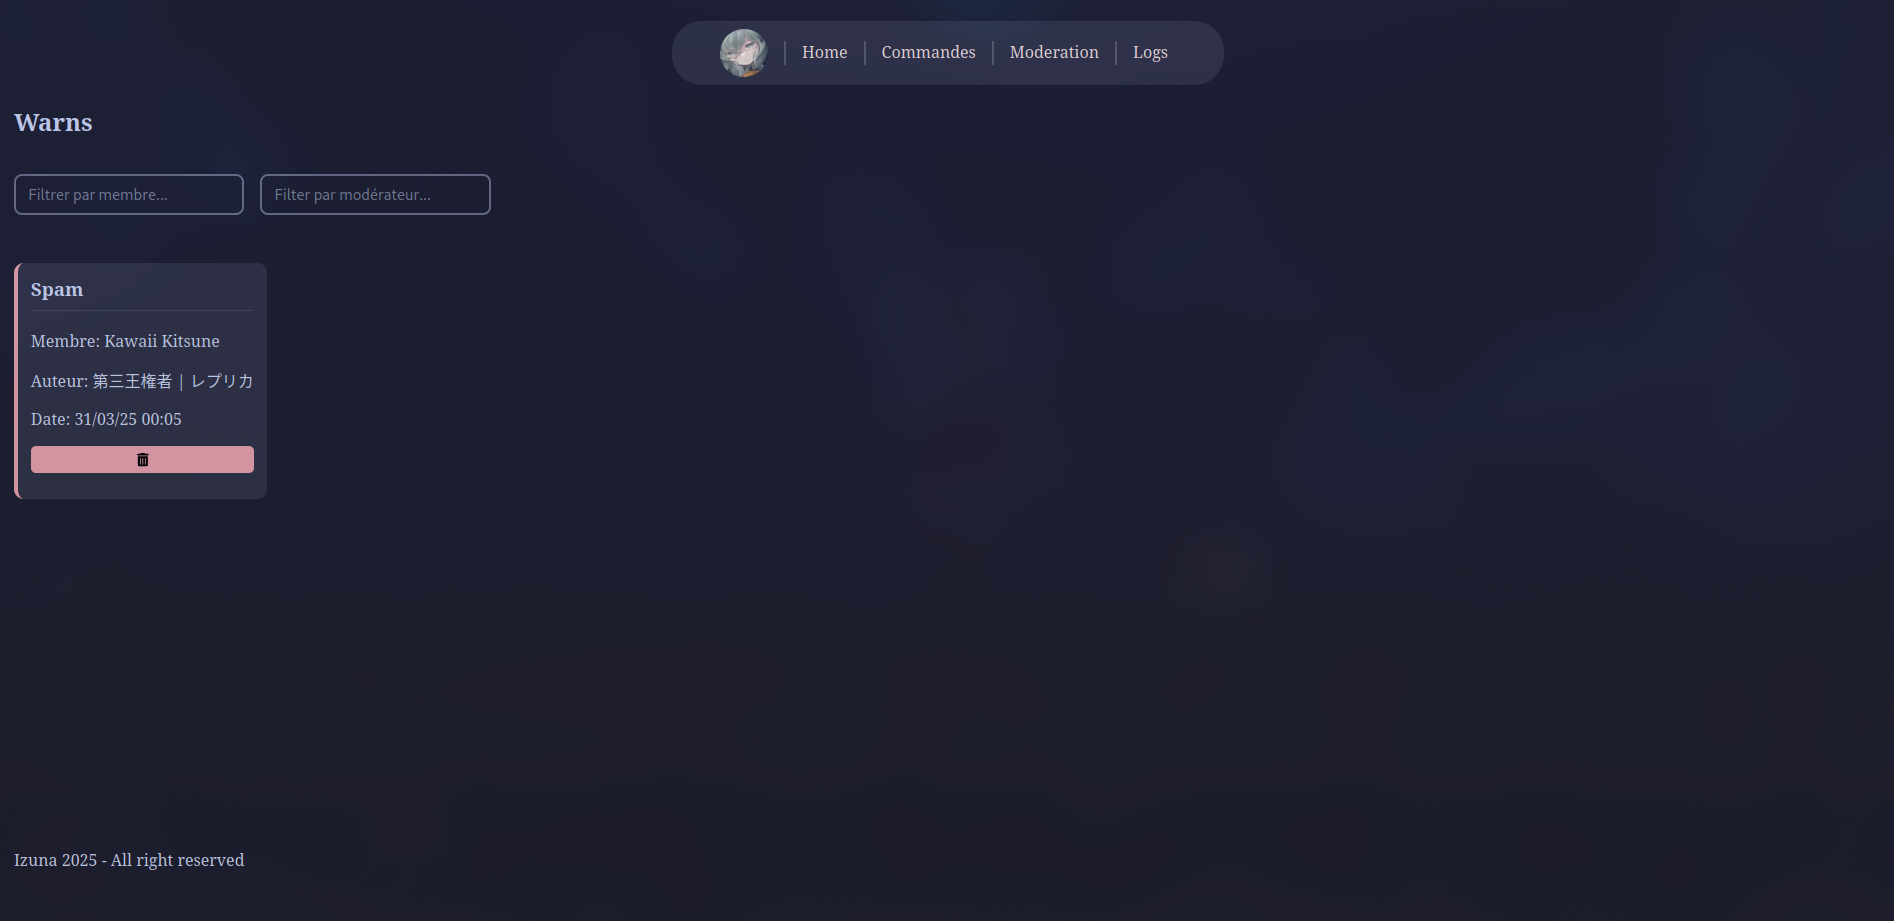 Home Commandes Moderation Logs
Warns
Filtrer par membre... Filter par modérateur...
Spam
Membre: Kawaii Kitsune
Auteur: 第三王権者 | レプリカ
Date: 31/03/25 00:05
Izuna 2025 - All right reserved